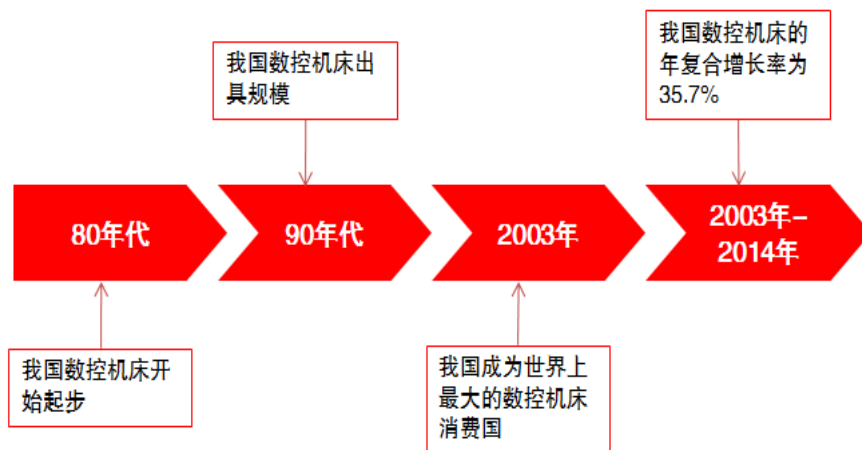 我国数控机床出
具规模
我国数控机床的
年复合增长率为
35.7%
80年代
90年代
2003年
2003年-
2014年
我国数控机床开
始起步
我国成为世界上
最大的数控机床
消费国